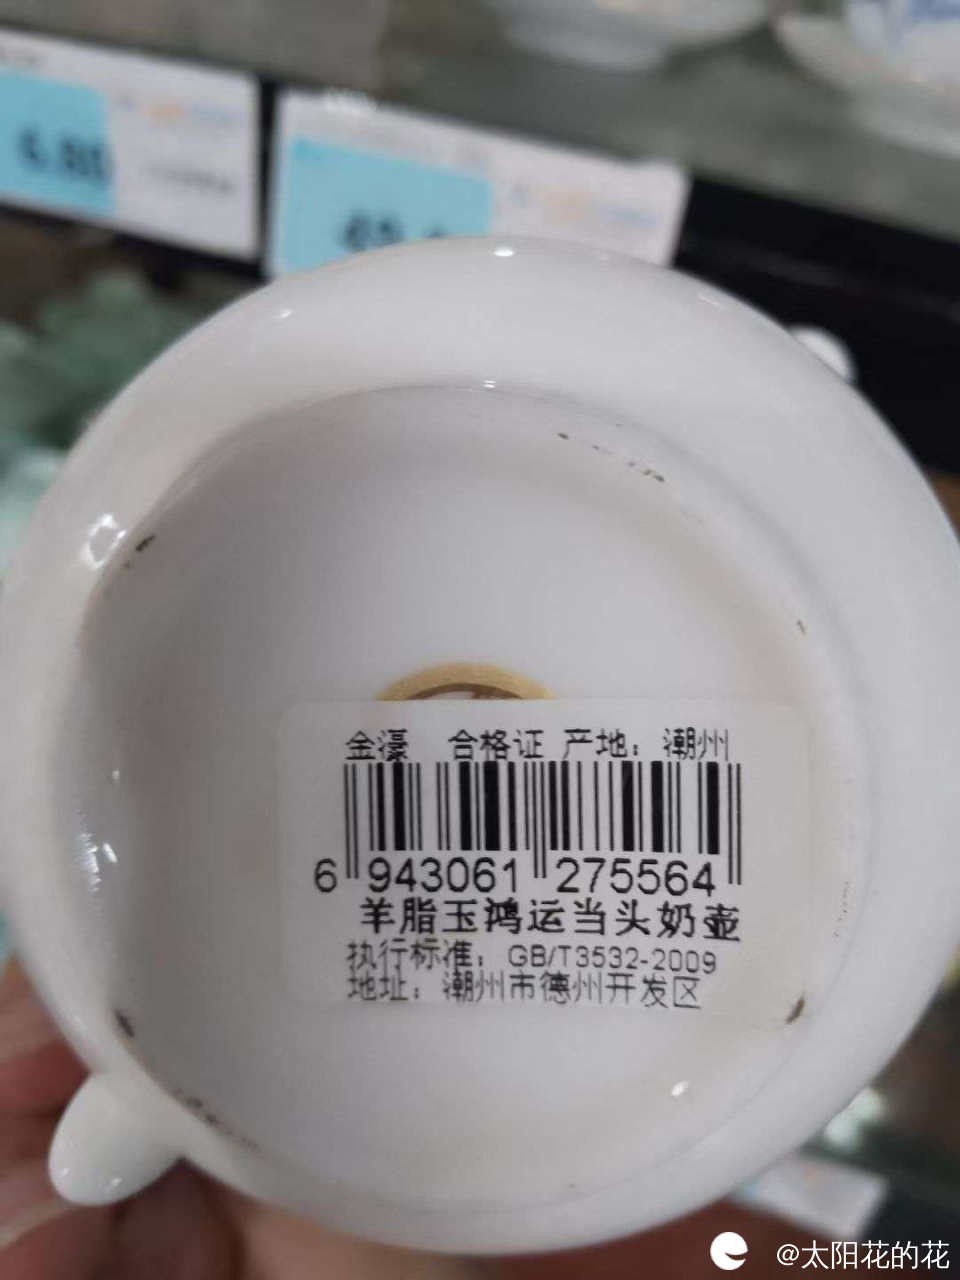 金濠 合格证 产地：潮州
6 943061 275564
羊脂玉鸿运当头奶壶
执行标准：GB/T3532-2009
地址：潮州市德州开发区
@太阳花的花